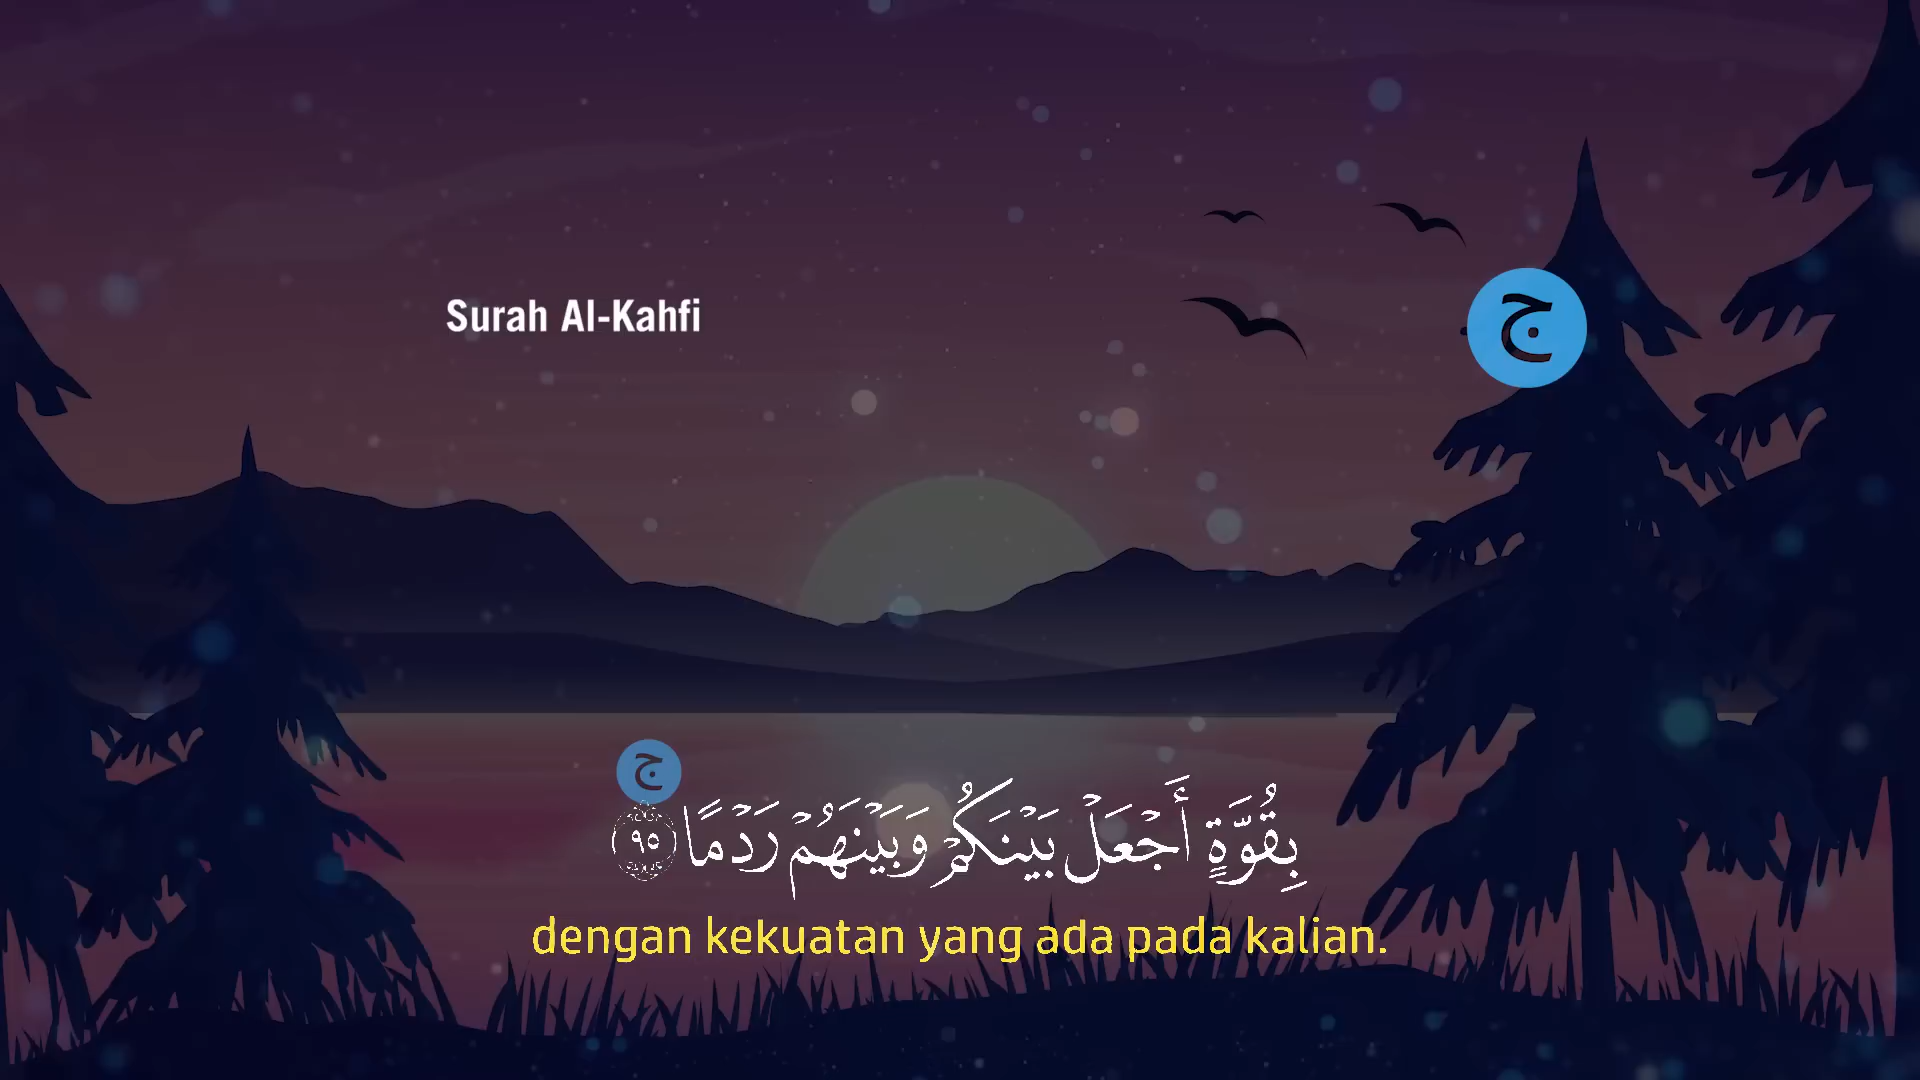 Surah Al-Kahfi
ج
ج
بِقُوَّةٍ أَجْعَلْ بَيْنَكُمْ وَبَيْنَهُمْ رَدْمًا ٩٥
dengan kekuatan yang ada pada kalian.